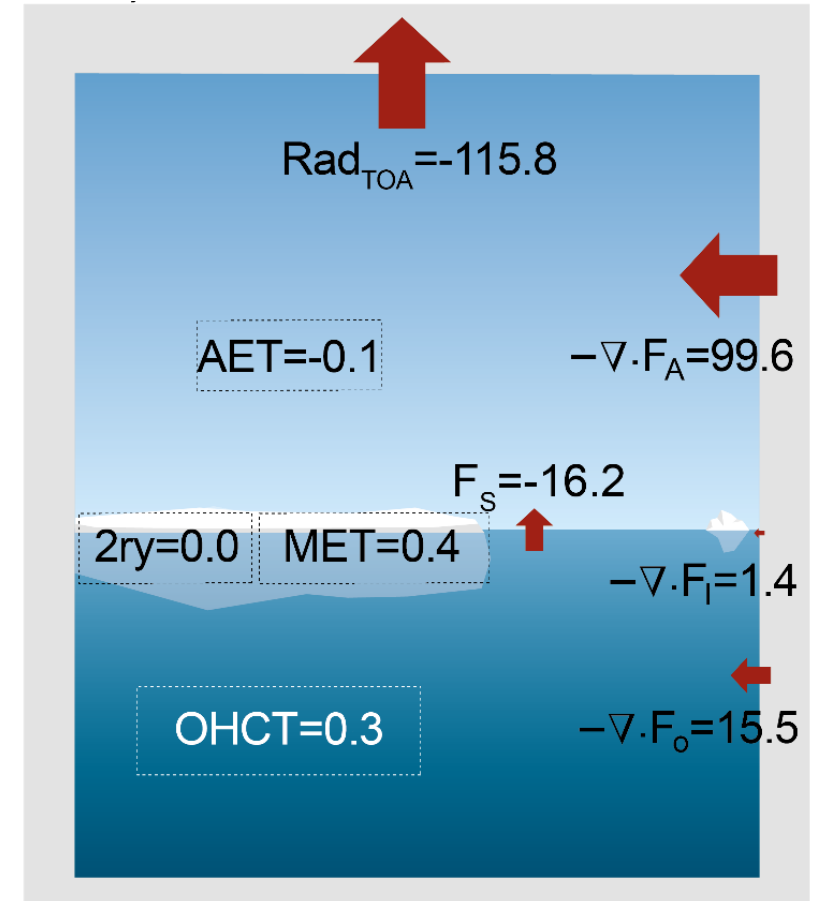 Rad_TOA=-115.8
AET=-0.1
−∇·F_A=99.6
F_S=-16.2
2ry=0.0
MET=0.4
−∇·F_I=1.4
OHCT=0.3
−∇·F_o=15.5